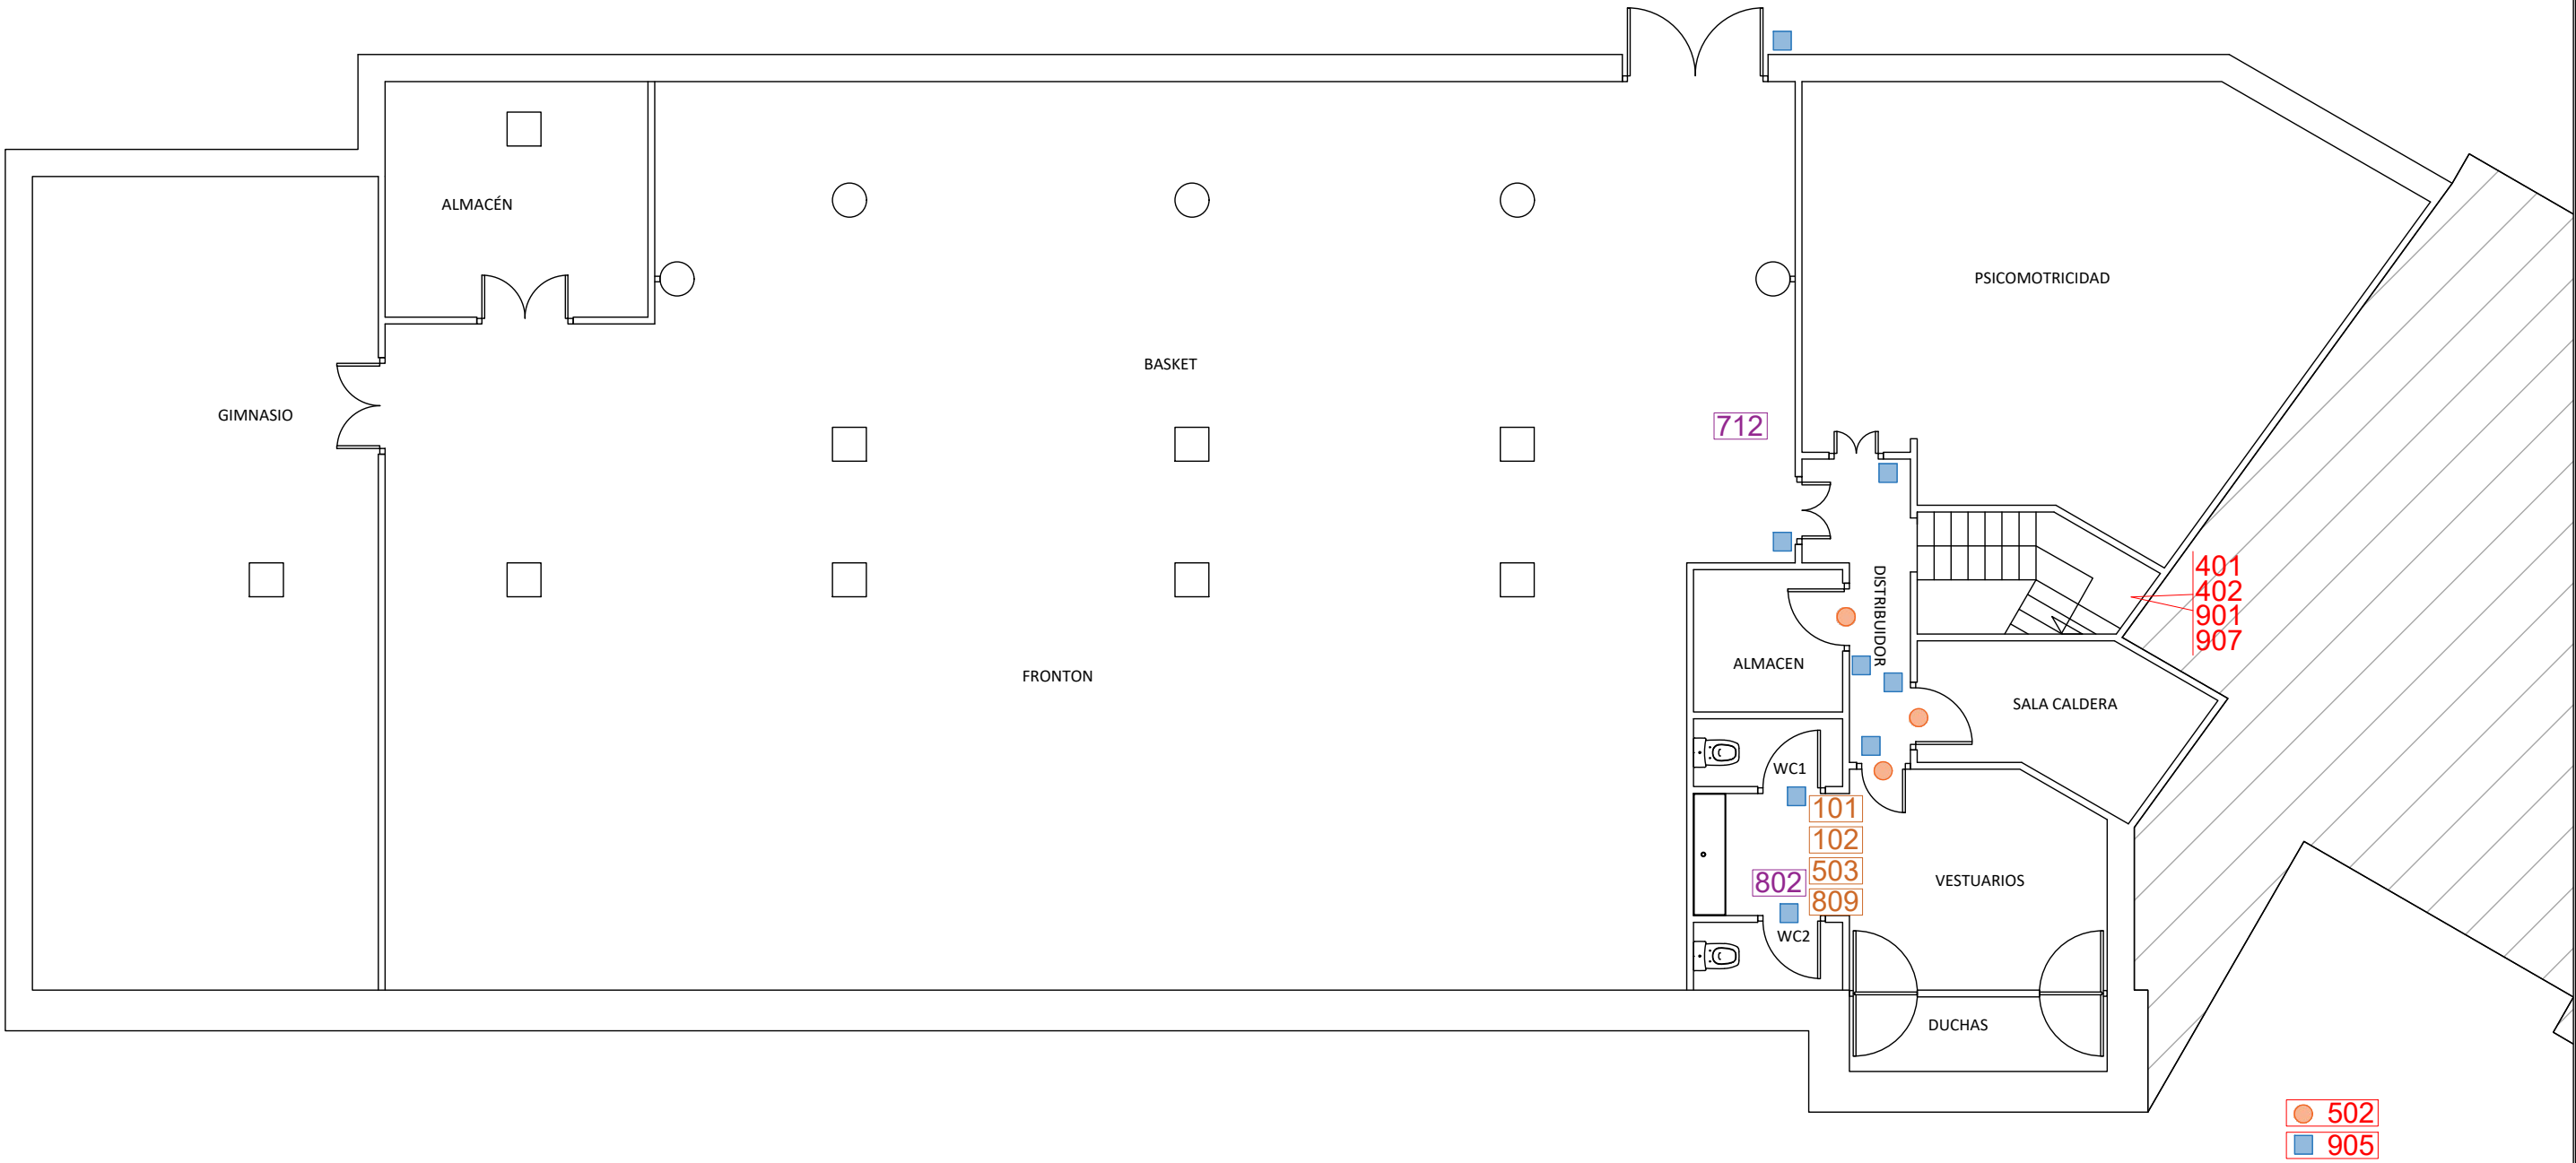 ALMACÉN
PSICOMOTRICIDAD
BASKET
GIMNASIO
712
401
402
901
907
DISTRIBUIDOR
ALMACEN
FRONTON
SALA CALDERA
WC1
101
102
503
809
802
VESTUARIOS
WC2
DUCHAS
502
905